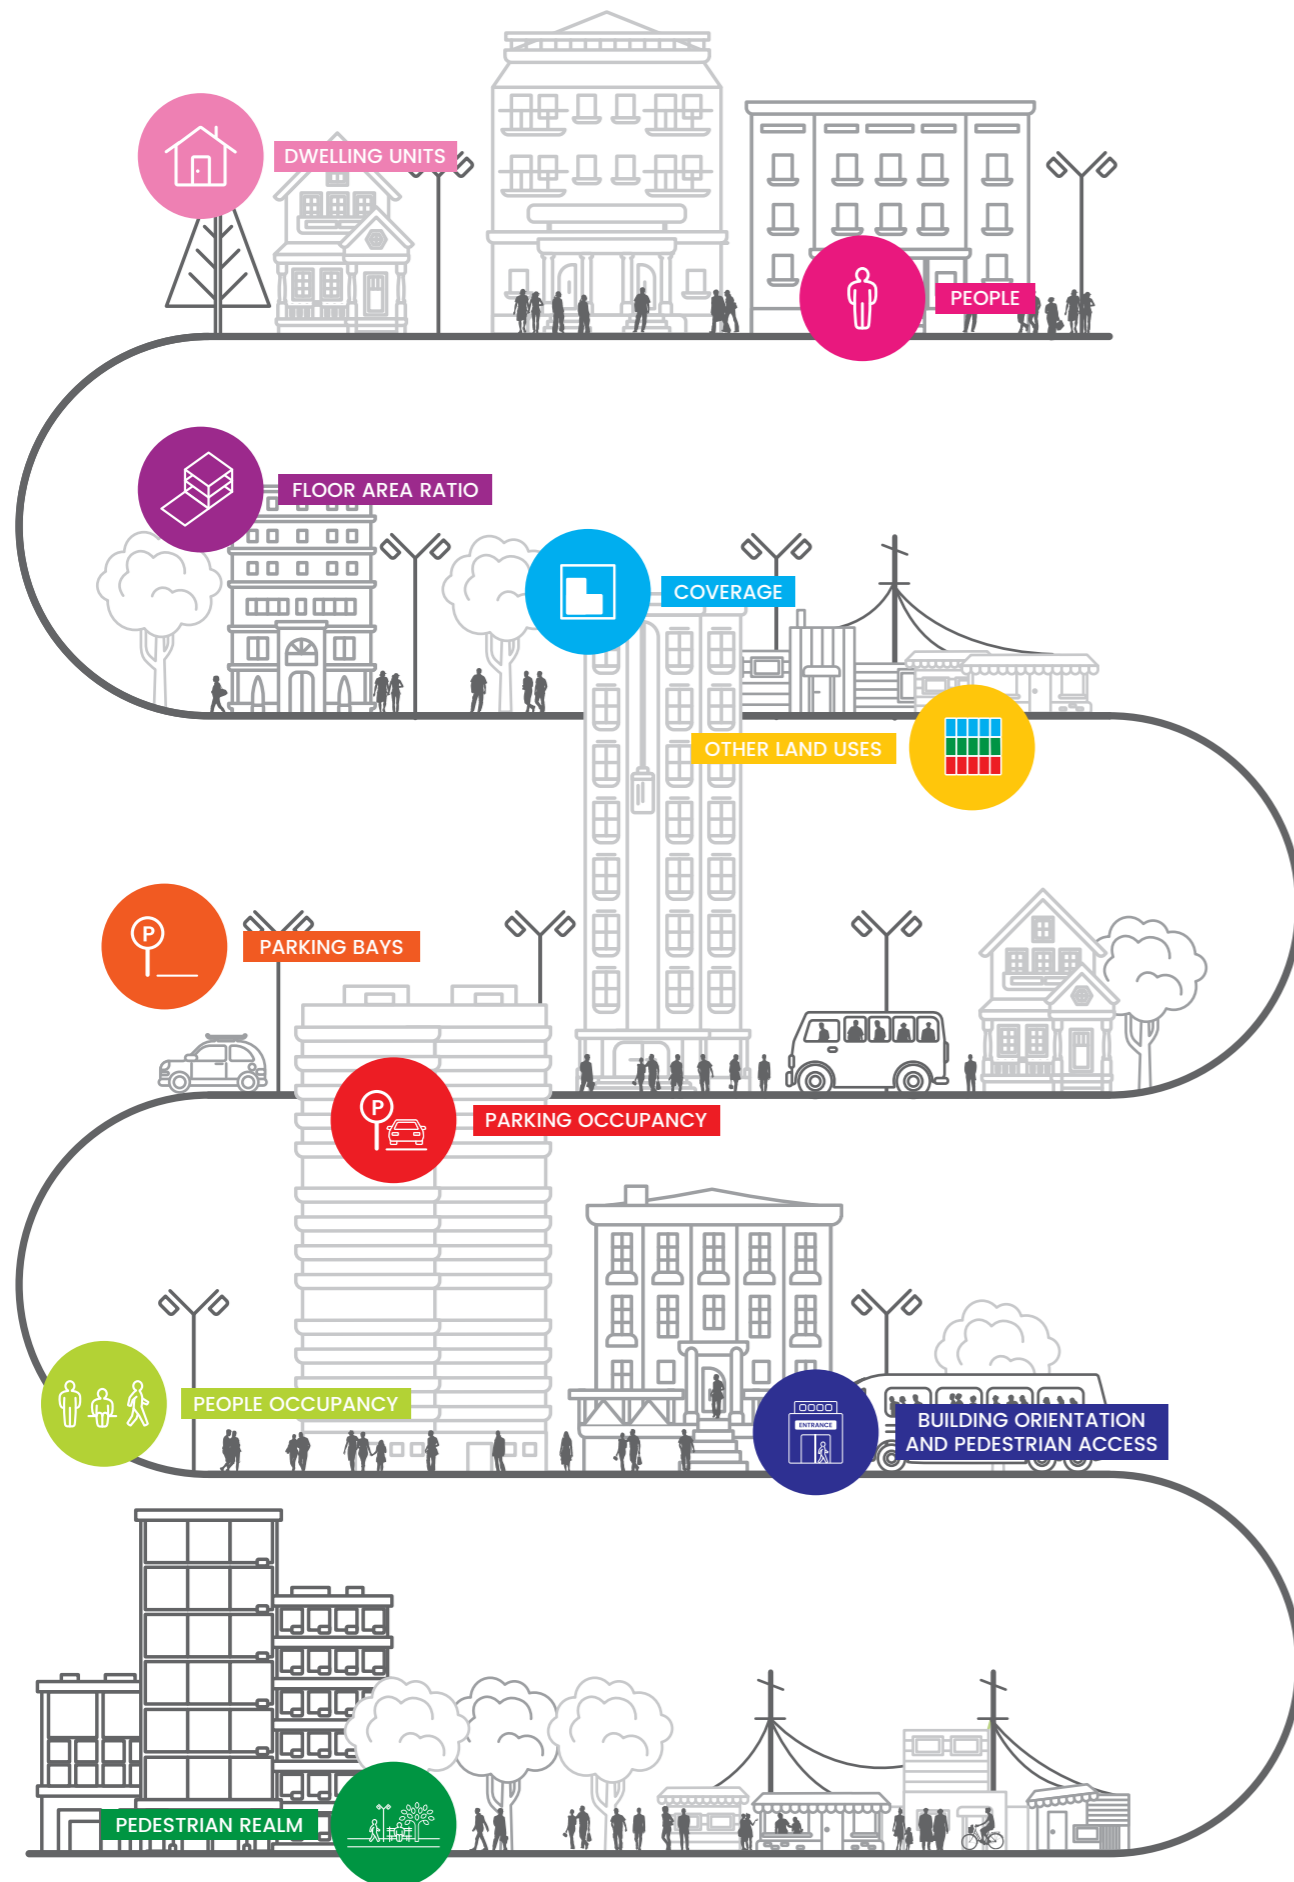 DWELLING UNITS
PEOPLE
FLOOR AREA RATIO
COVERAGE
OTHER LAND USES
P
PARKING BAYS
P
PARKING OCCUPANCY
PEOPLE OCCUPANCY
ENTRANCE
BUILDING ORIENTATION
AND PEDESTRIAN ACCESS
PEDESTRIAN REALM